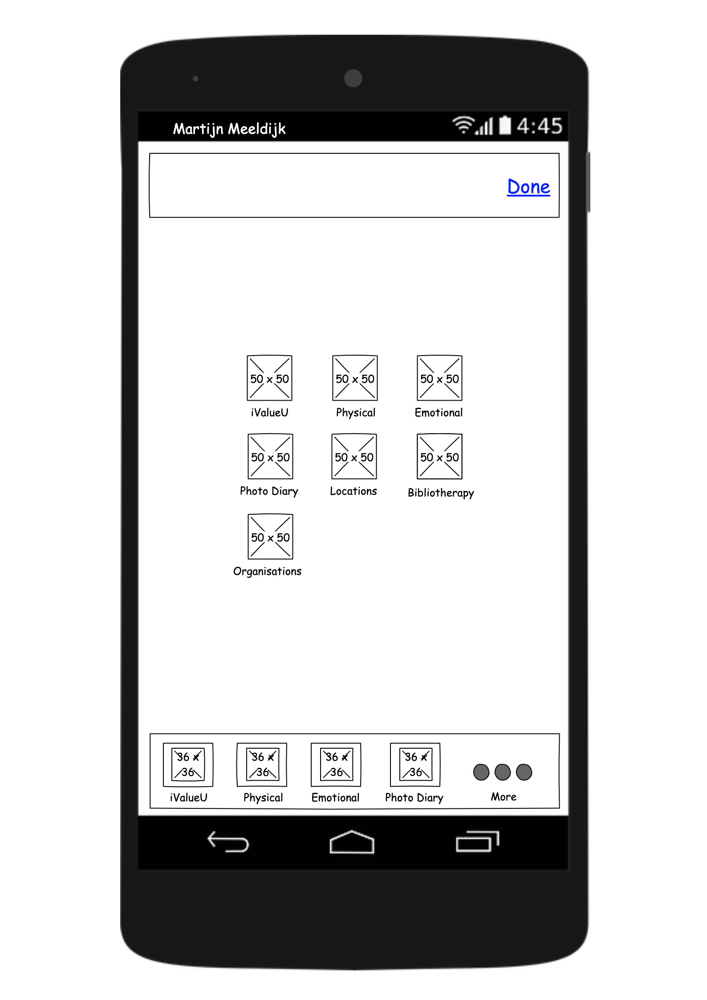 Martijn Meeldijk 4:45
Done
50 x 50 50 x 50 50 x 50
iValueU Physical Emotional
50 x 50 50 x 50 50 x 50
Photo Diary Locations Bibliotherapy
50 x 50
Organisations
36 x 36 x 36 x 36 x
36 36 36 36
iValueU Physical Emotional Photo Diary More